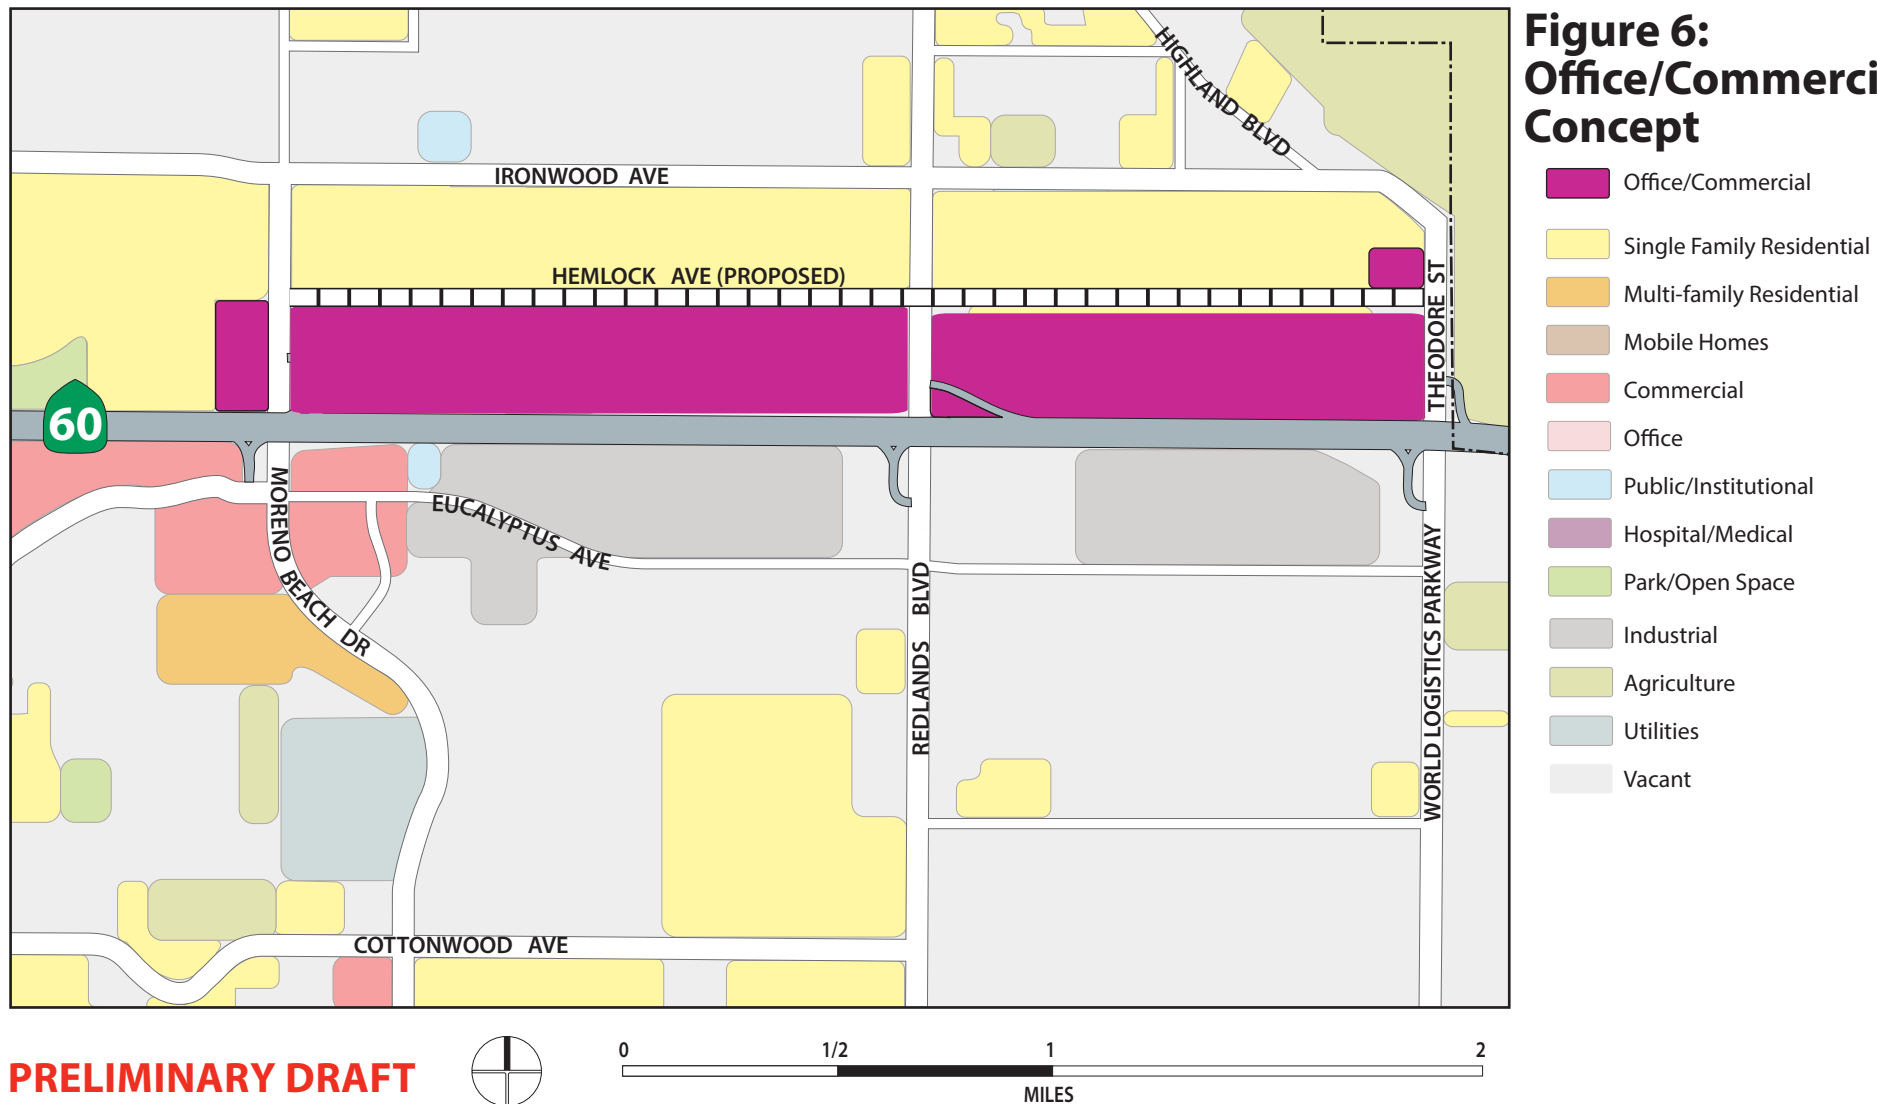 Figure 6:
Office/Commerci
Concept
Office/Commercial
Single Family Residential
Multi-family Residential
Mobile Homes
Commercial
Office
Public/Institutional
Hospital/Medical
Park/Open Space
Industrial
Agriculture
Utilities
Vacant
HIGHLAND BLVD
IRONWOOD AVE
HEMLOCK AVE (PROPOSED)
THEODORE ST
60
MORENO BEACH DR
EUCALYPTUS AVE
REDLANDS BLVD
WORLD LOGISTICS PARKWAY
COTTONWOOD AVE
PRELIMINARY DRAFT
0 1/2 1 2
MILES